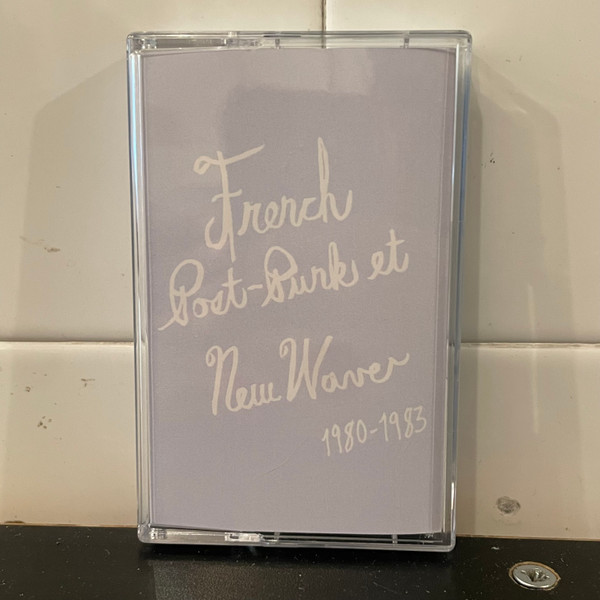 French
Post-Punk et
New Wave
1980-1983